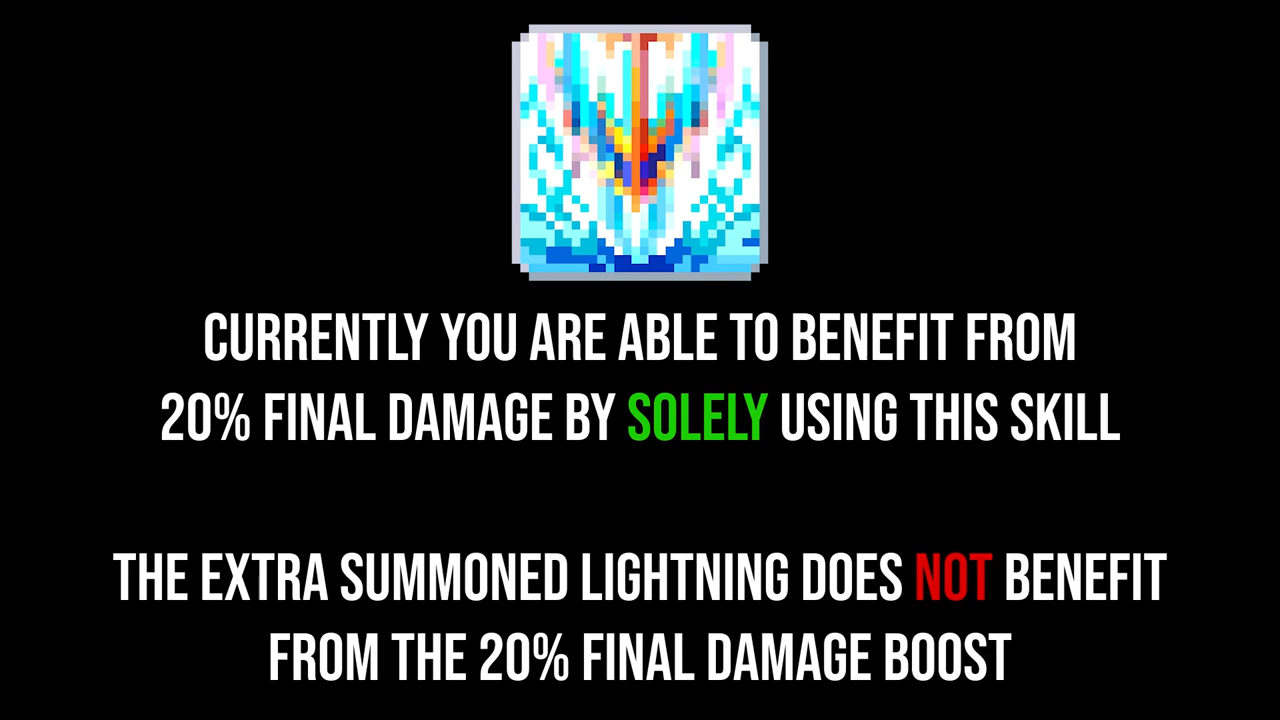 CURRENTLY YOU ARE ABLE TO BENEFIT FROM
20% FINAL DAMAGE BY SOLELY USING THIS SKILL
THE EXTRA SUMMONED LIGHTNING DOES NOT BENEFIT
FROM THE 20% FINAL DAMAGE BOOST